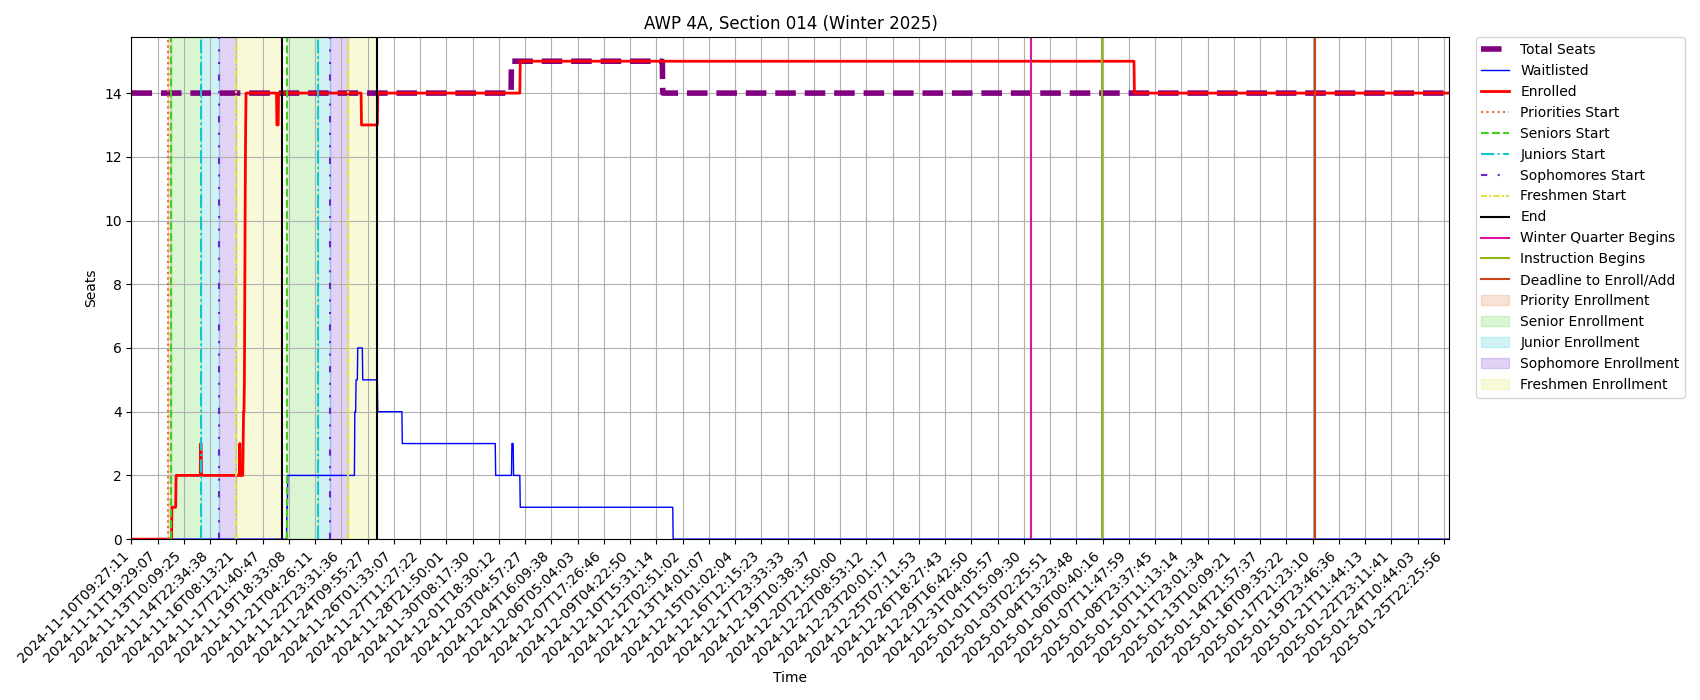 AWP 4A, Section 014 (Winter 2025)
Seats
14
12
10
8
6
4
2
0
2024-11-10T09:27:11
2024-11-11T19:29:07
2024-11-13T10:09:25
2024-11-14T22:34:38
2024-11-16T08:13:21
2024-11-17T21:40:47
2024-11-19T18:33:08
2024-11-21T04:26:11
2024-11-22T23:31:36
2024-11-24T09:55:27
2024-11-26T01:33:07
2024-11-27T11:27:22
2024-11-28T21:50:01
2024-11-30T08:17:30
2024-12-01T18:30:12
2024-12-03T04:57:27
2024-12-04T16:09:38
2024-12-06T05:04:03
2024-12-07T17:26:46
2024-12-09T04:22:50
2024-12-10T15:31:14
2024-12-12T02:51:02
2024-12-13T14:01:07
2024-12-15T01:02:04
2024-12-16T12:15:23
2024-12-17T23:33:33
2024-12-19T10:38:37
2024-12-20T21:50:00
2024-12-22T08:53:12
2024-12-23T20:01:17
2024-12-25T07:11:53
2024-12-26T18:27:43
2024-12-29T16:42:50
2024-12-31T04:05:57
2025-01-01T15:09:30
2025-01-03T02:25:51
2025-01-04T13:23:48
2025-01-06T00:40:16
2025-01-07T11:47:59
2025-01-08T23:37:45
2025-01-10T11:13:14
2025-01-11T23:01:34
2025-01-13T10:09:21
2025-01-14T21:57:37
2025-01-16T09:35:22
2025-01-17T21:23:10
2025-01-19T23:46:36
2025-01-21T11:44:13
2025-01-22T23:11:41
2025-01-24T10:44:03
2025-01-25T22:25:56
Time
Total Seats
Waitlisted
Enrolled
Priorities Start
Seniors Start
Juniors Start
Sophomores Start
Freshmen Start
End
Winter Quarter Begins
Instruction Begins
Deadline to Enroll/Add
Priority Enrollment
Senior Enrollment
Junior Enrollment
Sophomore Enrollment
Freshmen Enrollment